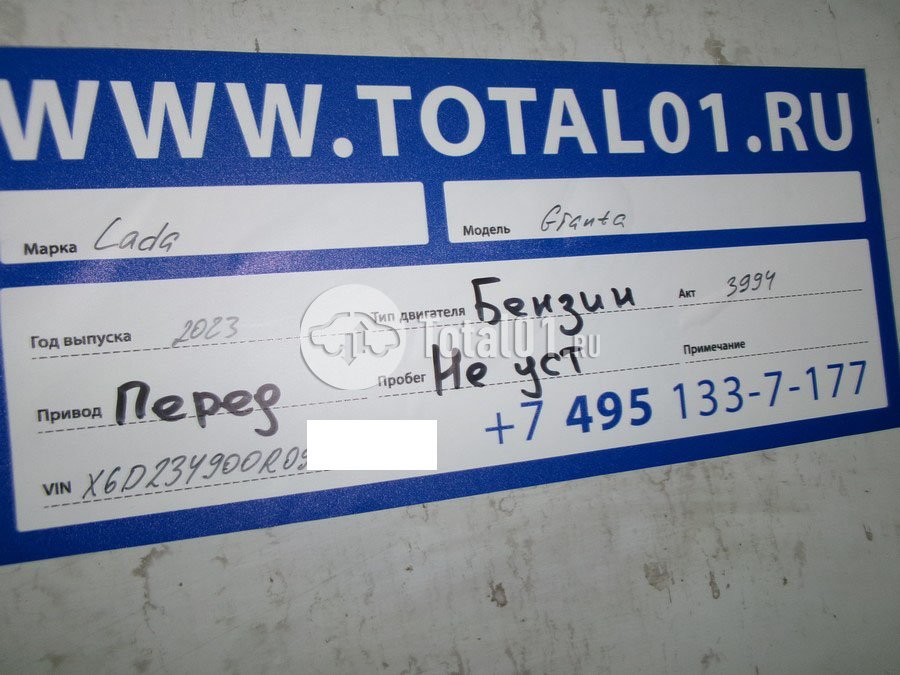 WWW.TOTAL01.RU
Марка Lada Модель Granta
Год выпуска 2023 Тип двигателя Бензин Акт 3994
Total01.RU
Привод Перед Пробег Не уст Примечание
+7 495 133-7-177
VIN X6D234900R09